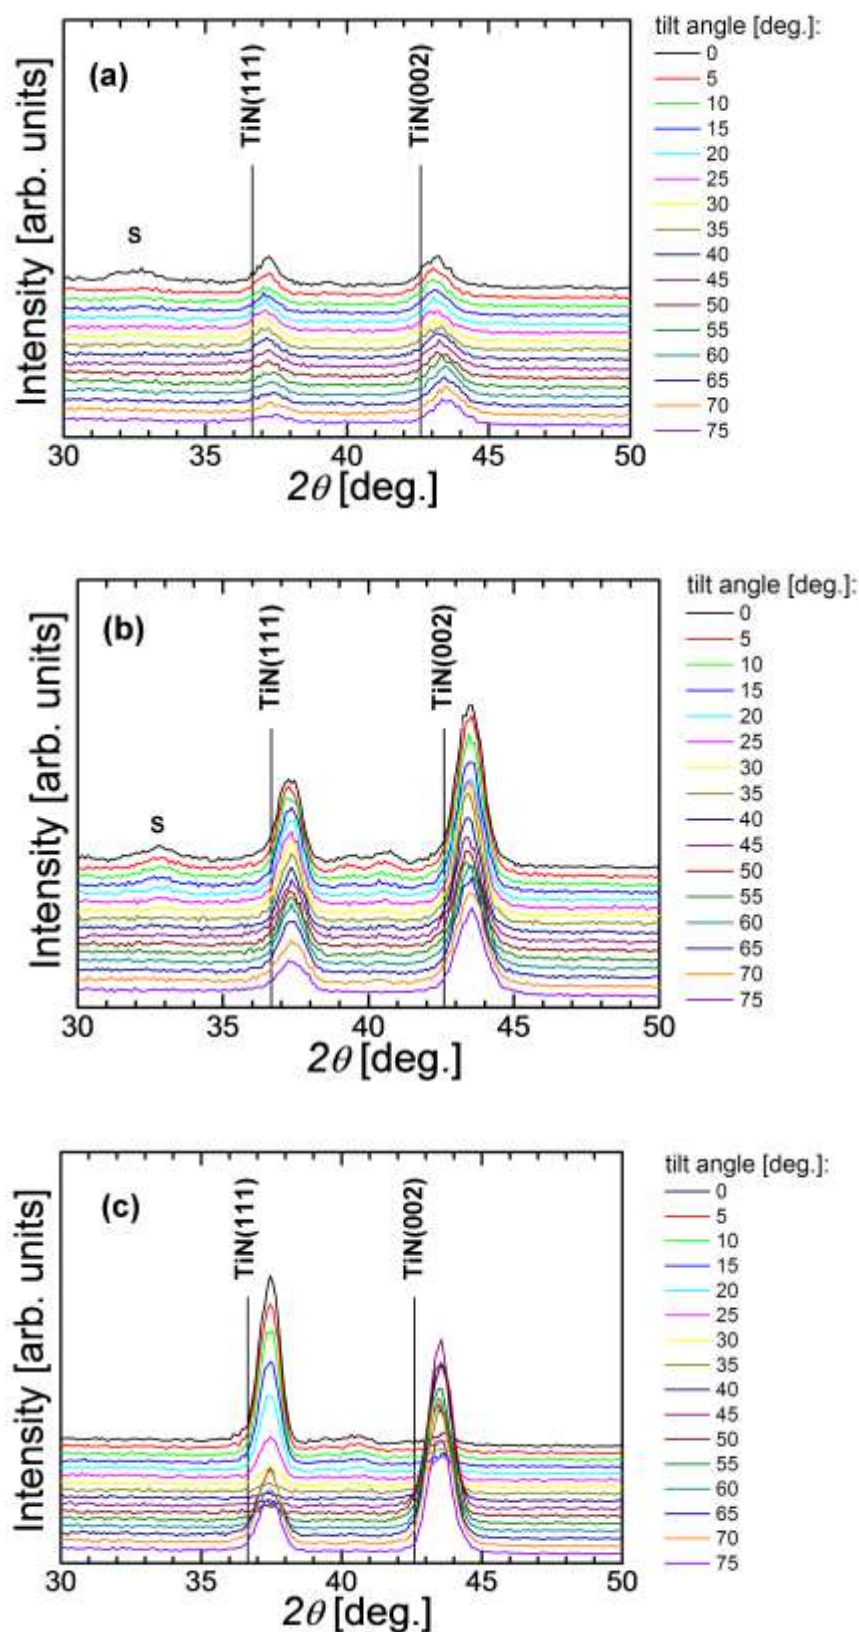 tilt angle [deg.]:
(a)
TiN(111)
TiN(002)
S
0
5
10
15
20
25
30
35
40
45
50
55
60
65
70
75
Intensity [arb. units]
30 35 40 45 50
2θ [deg.]
tilt angle [deg.]:
(b)
TiN(111)
TiN(002)
S
0
5
10
15
20
25
30
35
40
45
50
55
60
65
70
75
Intensity [arb. units]
30 35 40 45 50
2θ [deg.]
tilt angle [deg.]:
(c)
TiN(111)
TiN(002)
0
5
10
15
20
25
30
35
40
45
50
55
60
65
70
75
Intensity [arb. units]
30 35 40 45 50
2θ [deg.]